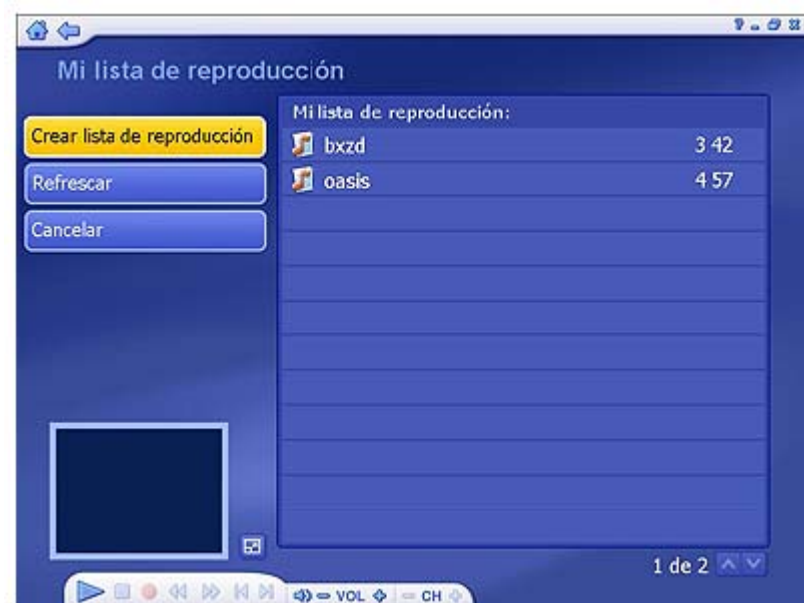 Mi lista de reproducción
Crear lista de reproducción
Refrescar
Cancelar
Mi lista de reproducción:
bxzd 3 42
oasis 4 57
1 de 2
VOL
CH